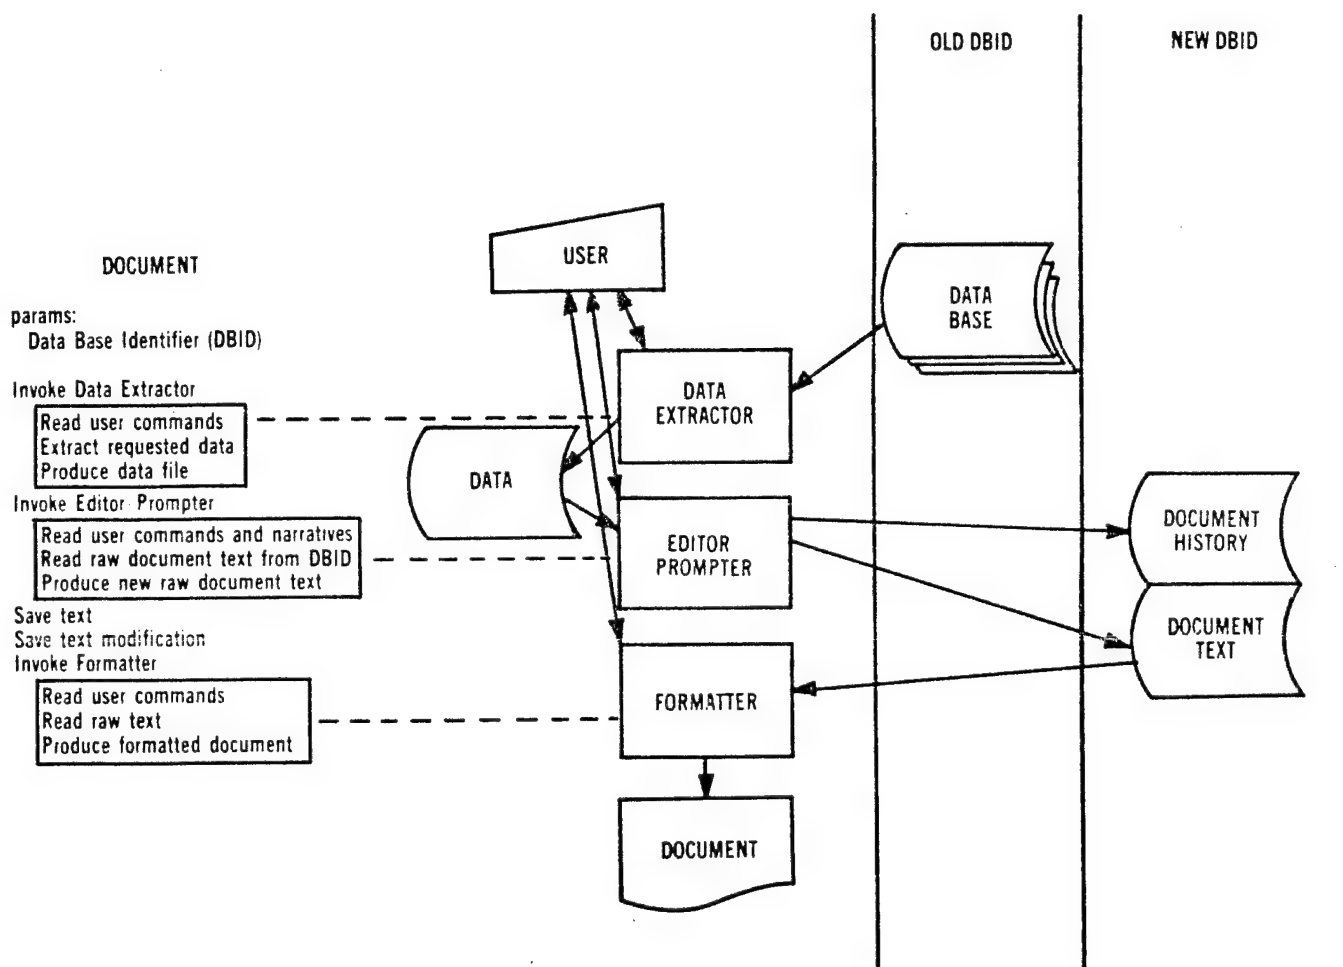 OLD DBID
NEW DBID
USER
DOCUMENT
DATA
BASE
params:
Data Base Identifier (DBID)
Invoke Data Extractor
Read user commands
Extract requested data
Produce data file
DATA
EXTRACTOR
DATA
Invoke Editor Prompter
Read user commands and narratives
Read raw document text from DBID
Produce new raw document text
EDITOR
PROMPTER
DOCUMENT
HISTORY
Save text
Save text modification
Invoke Formatter
Read user commands
Read raw text
Produce formatted document
FORMATTER
DOCUMENT
TEXT
DOCUMENT